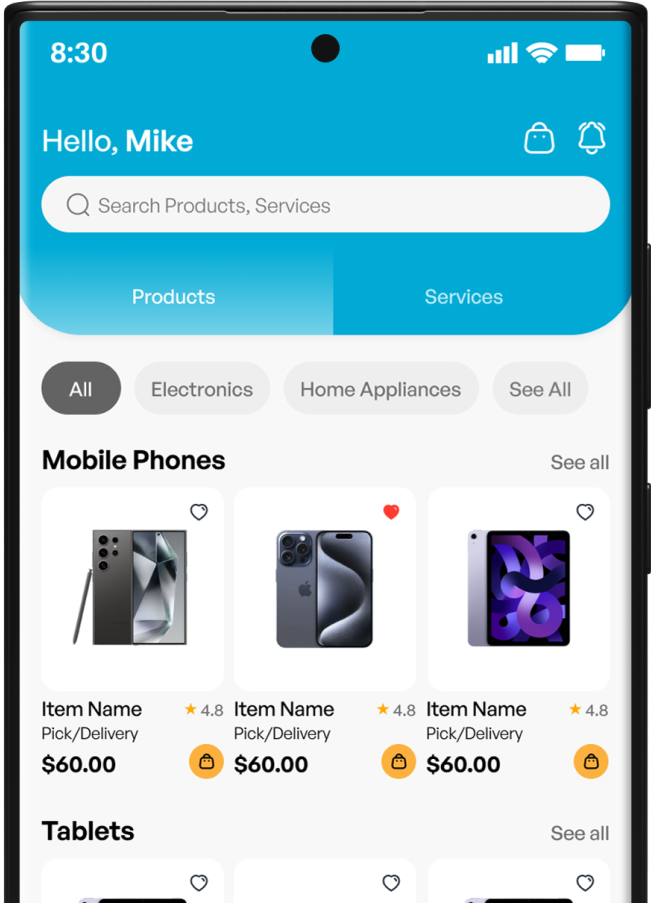 8:30
Hello, Mike
Search Products, Services
Products Services
All Electronics Home Appliances See All
Mobile Phones See all
Item Name 4.8 Item Name 4.8 Item Name 4.8
Pick/Delivery Pick/Delivery Pick/Delivery
$60.00 $60.00 $60.00
Tablets See all